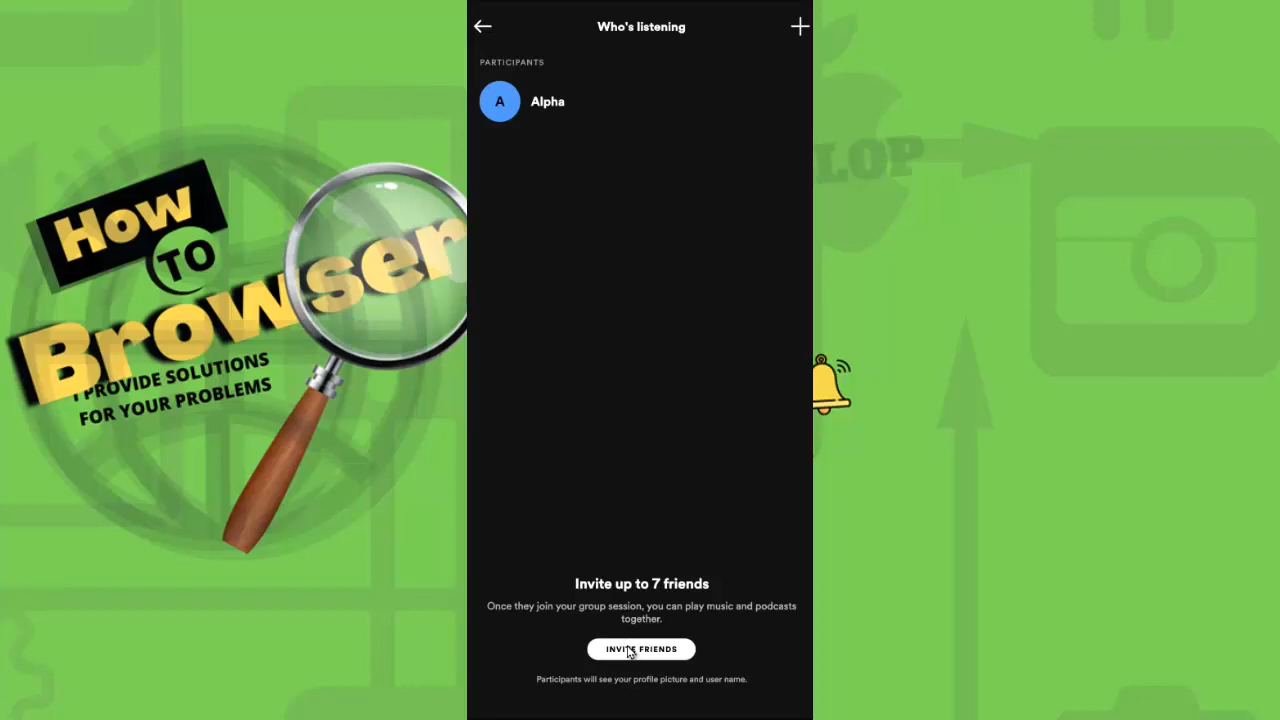 How
TO
Browser
I PROVIDE SOLUTIONS
FOR YOUR PROBLEMS
Who's listening
PARTICIPANTS
A
Alpha
Invite up to 7 friends
Once they join your group session, you can play music and podcasts
together.
INVITE FRIENDS
Participants will see your profile picture and user name.
LOP